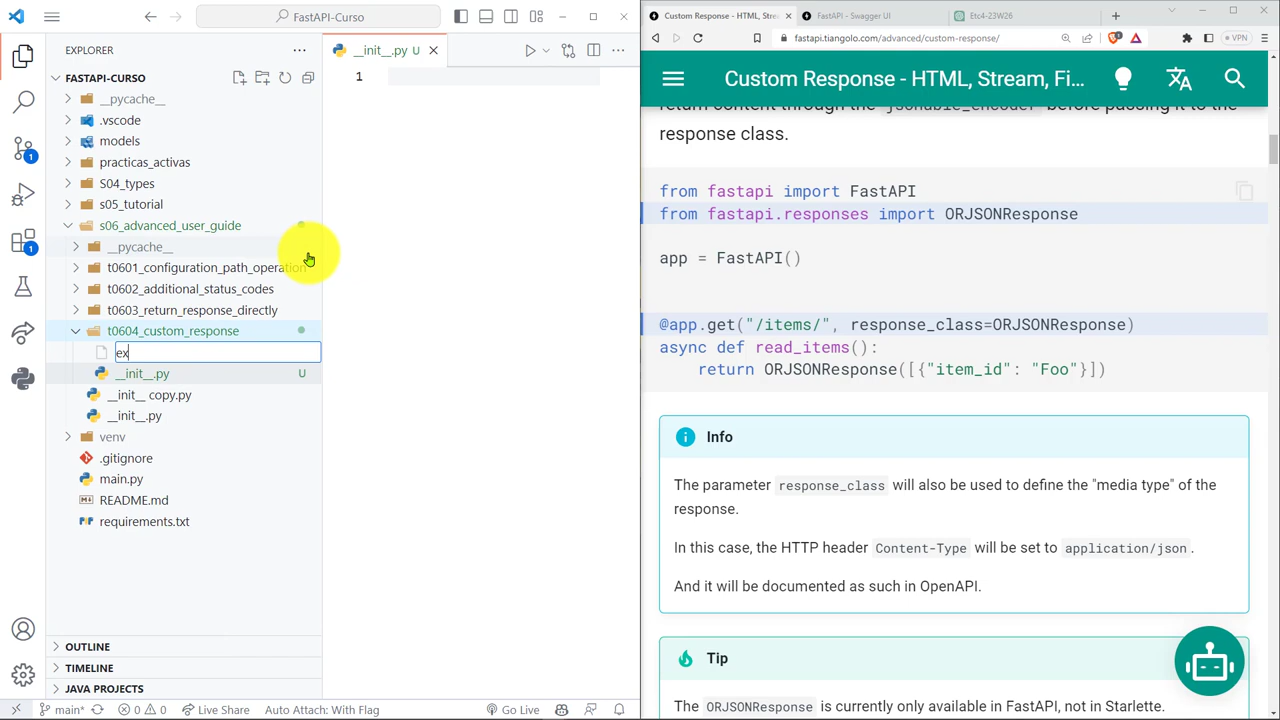 FastAPI-Curso
EXPLORER
FASTAPI-CURSO
__pycache__
.vscode
models
practicas_activas
S04_types
s05_tutorial
s06_advanced_user_guide
__pycache__
t0601_configuration_path_operation
t0602_additional_status_codes
t0603_return_response_directly
t0604_custom_response
ex
__init__.py U
__init__ copy.py
__init__.py
venv
.gitignore
main.py
README.md
requirements.txt
OUTLINE
TIMELINE
JAVA PROJECTS
1
1
__init__.py U
1
main*
0 0
Live Share
Auto Attach: With Flag
Go Live
Custom Response - HTML, Stre
FastAPI - Swagger UI
Etc4-23W26
fastapi.tiangolo.com/advanced/custom-response/
VPN
Custom Response - HTML, Stream, Fi...
return content through the jsonable_encoder before passing it to the
response class.
from fastapi import FastAPI
from fastapi.responses import ORJSONResponse
app = FastAPI()
@app.get("/items/", response_class=ORJSONResponse)
async def read_items():
return ORJSONResponse([{"item_id": "Foo"}])
Info
The parameter response_class will also be used to define the "media type" of the
response.
In this case, the HTTP header Content-Type will be set to application/json.
And it will be documented as such in OpenAPI.
Tip
The ORJSONResponse is currently only available in FastAPI, not in Starlette.